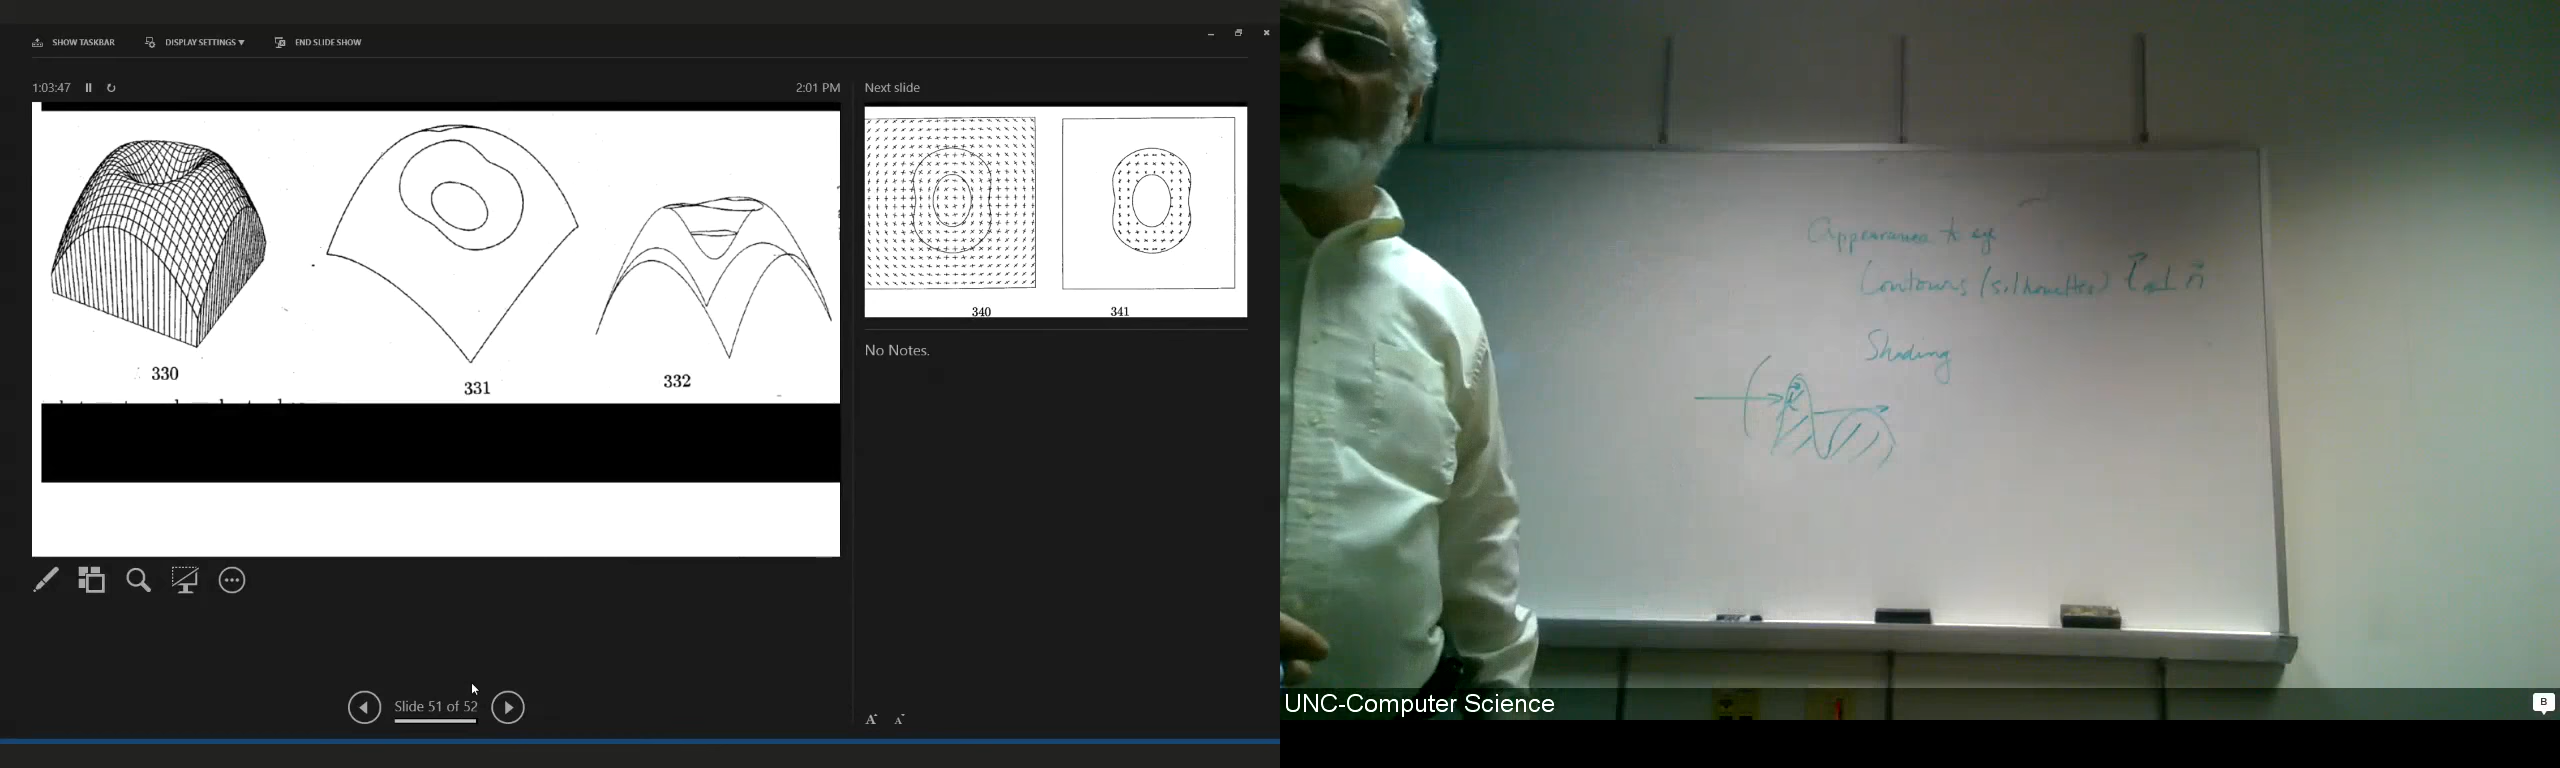 SHOW TASKBAR DISPLAY SETTINGS ▼ END SLIDE SHOW
1:03:47 2:01 PM
Next slide
330
331
332
340 341
No Notes.
Slide 51 of 52
A A
Appearance to eye
Contours (silhouettes) ⊥ n
Shading
UNC-Computer Science
B